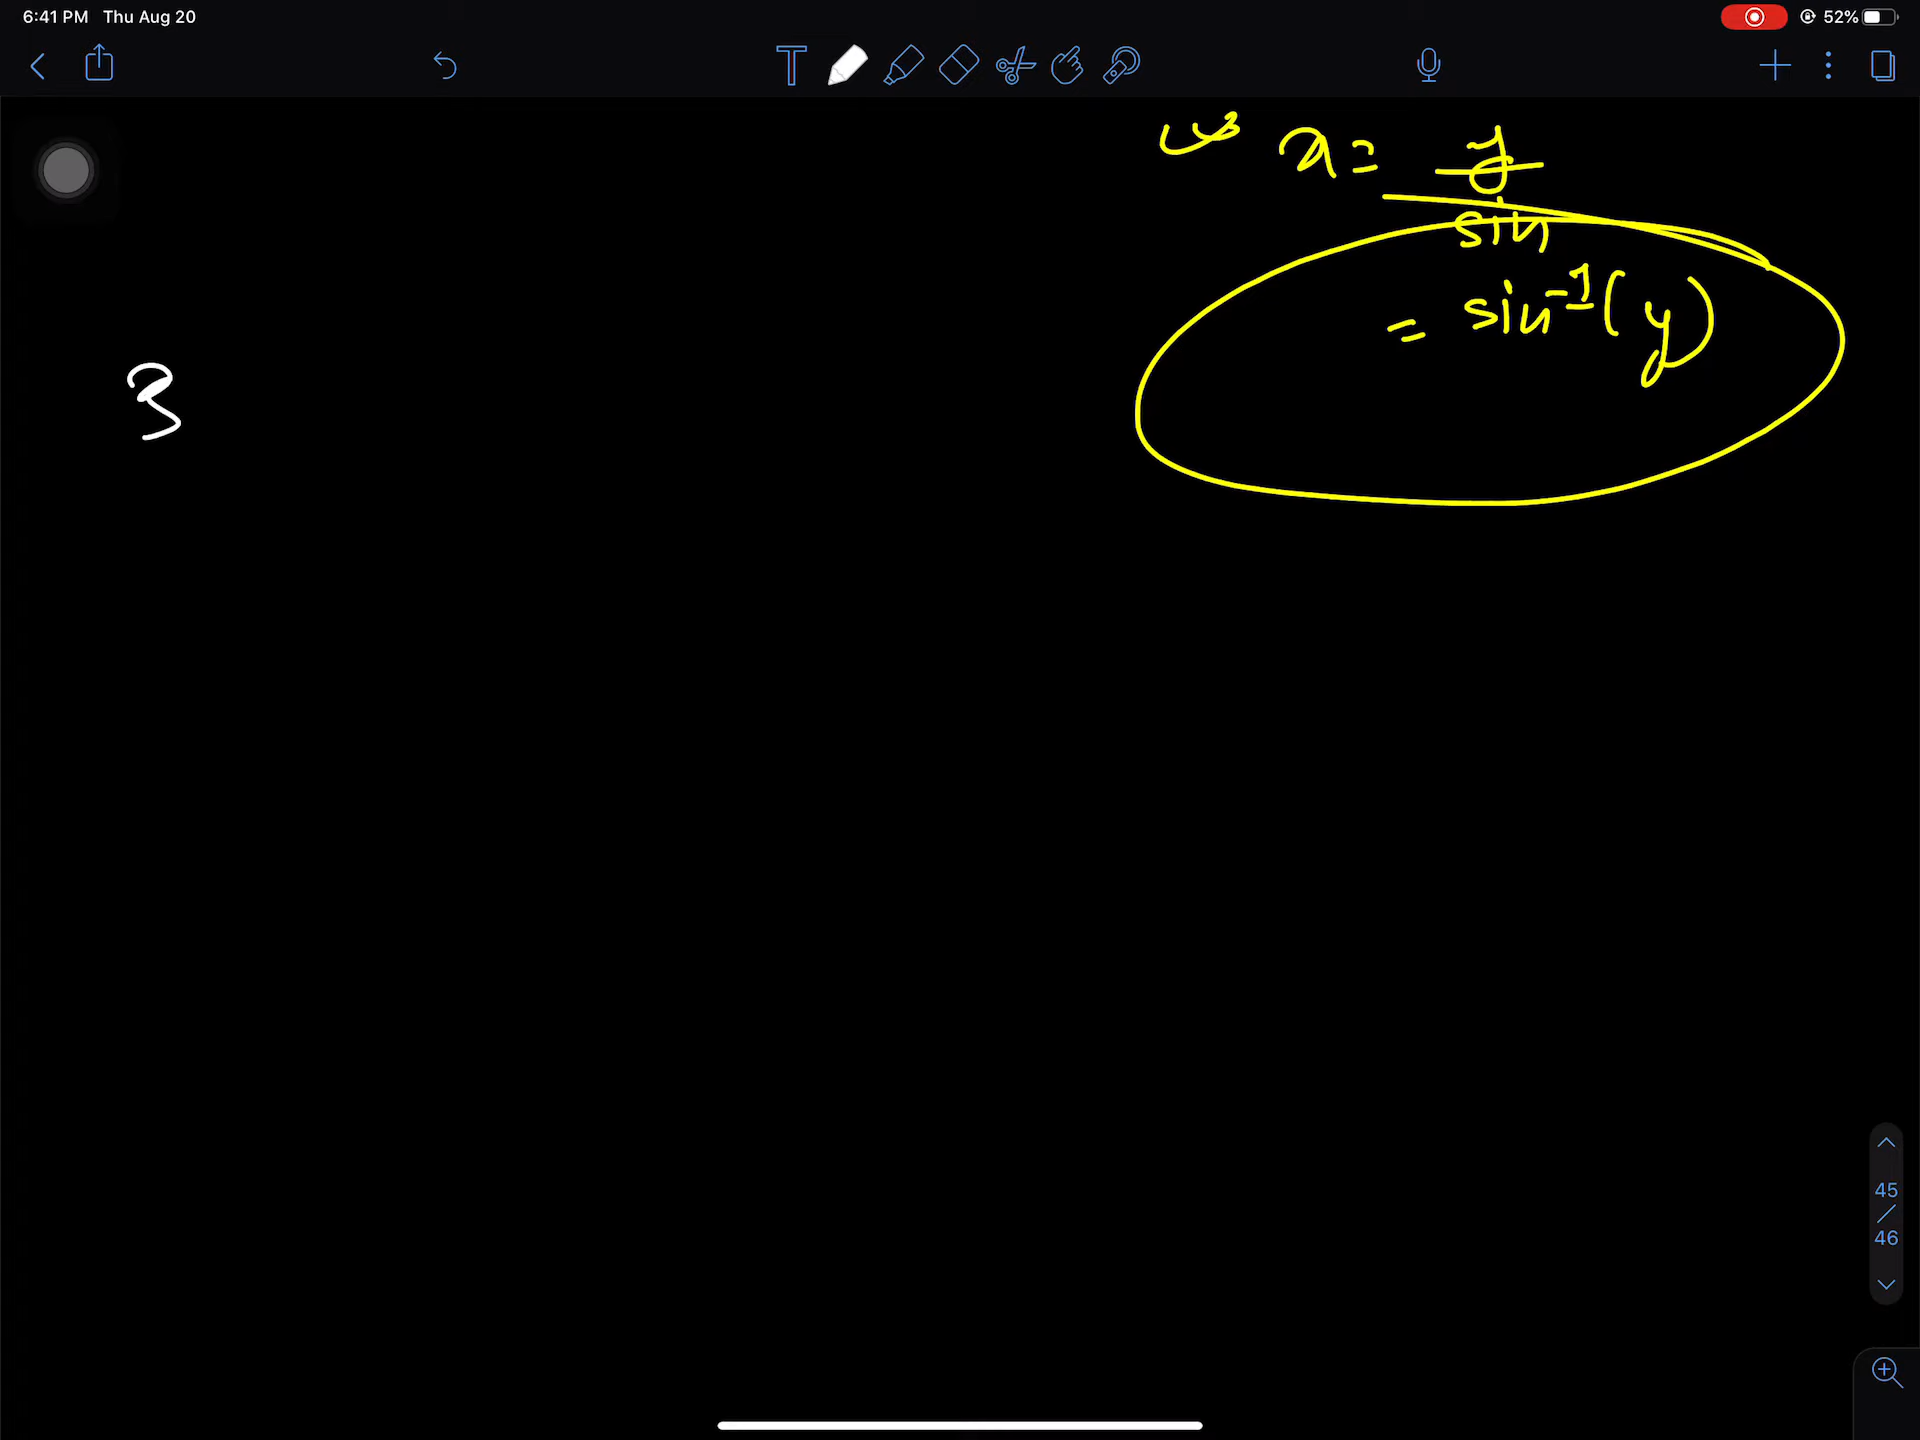 6:41 PM Thu Aug 20
52%
T
x = y
sin
= sin⁻¹(y)
3
45
/
46